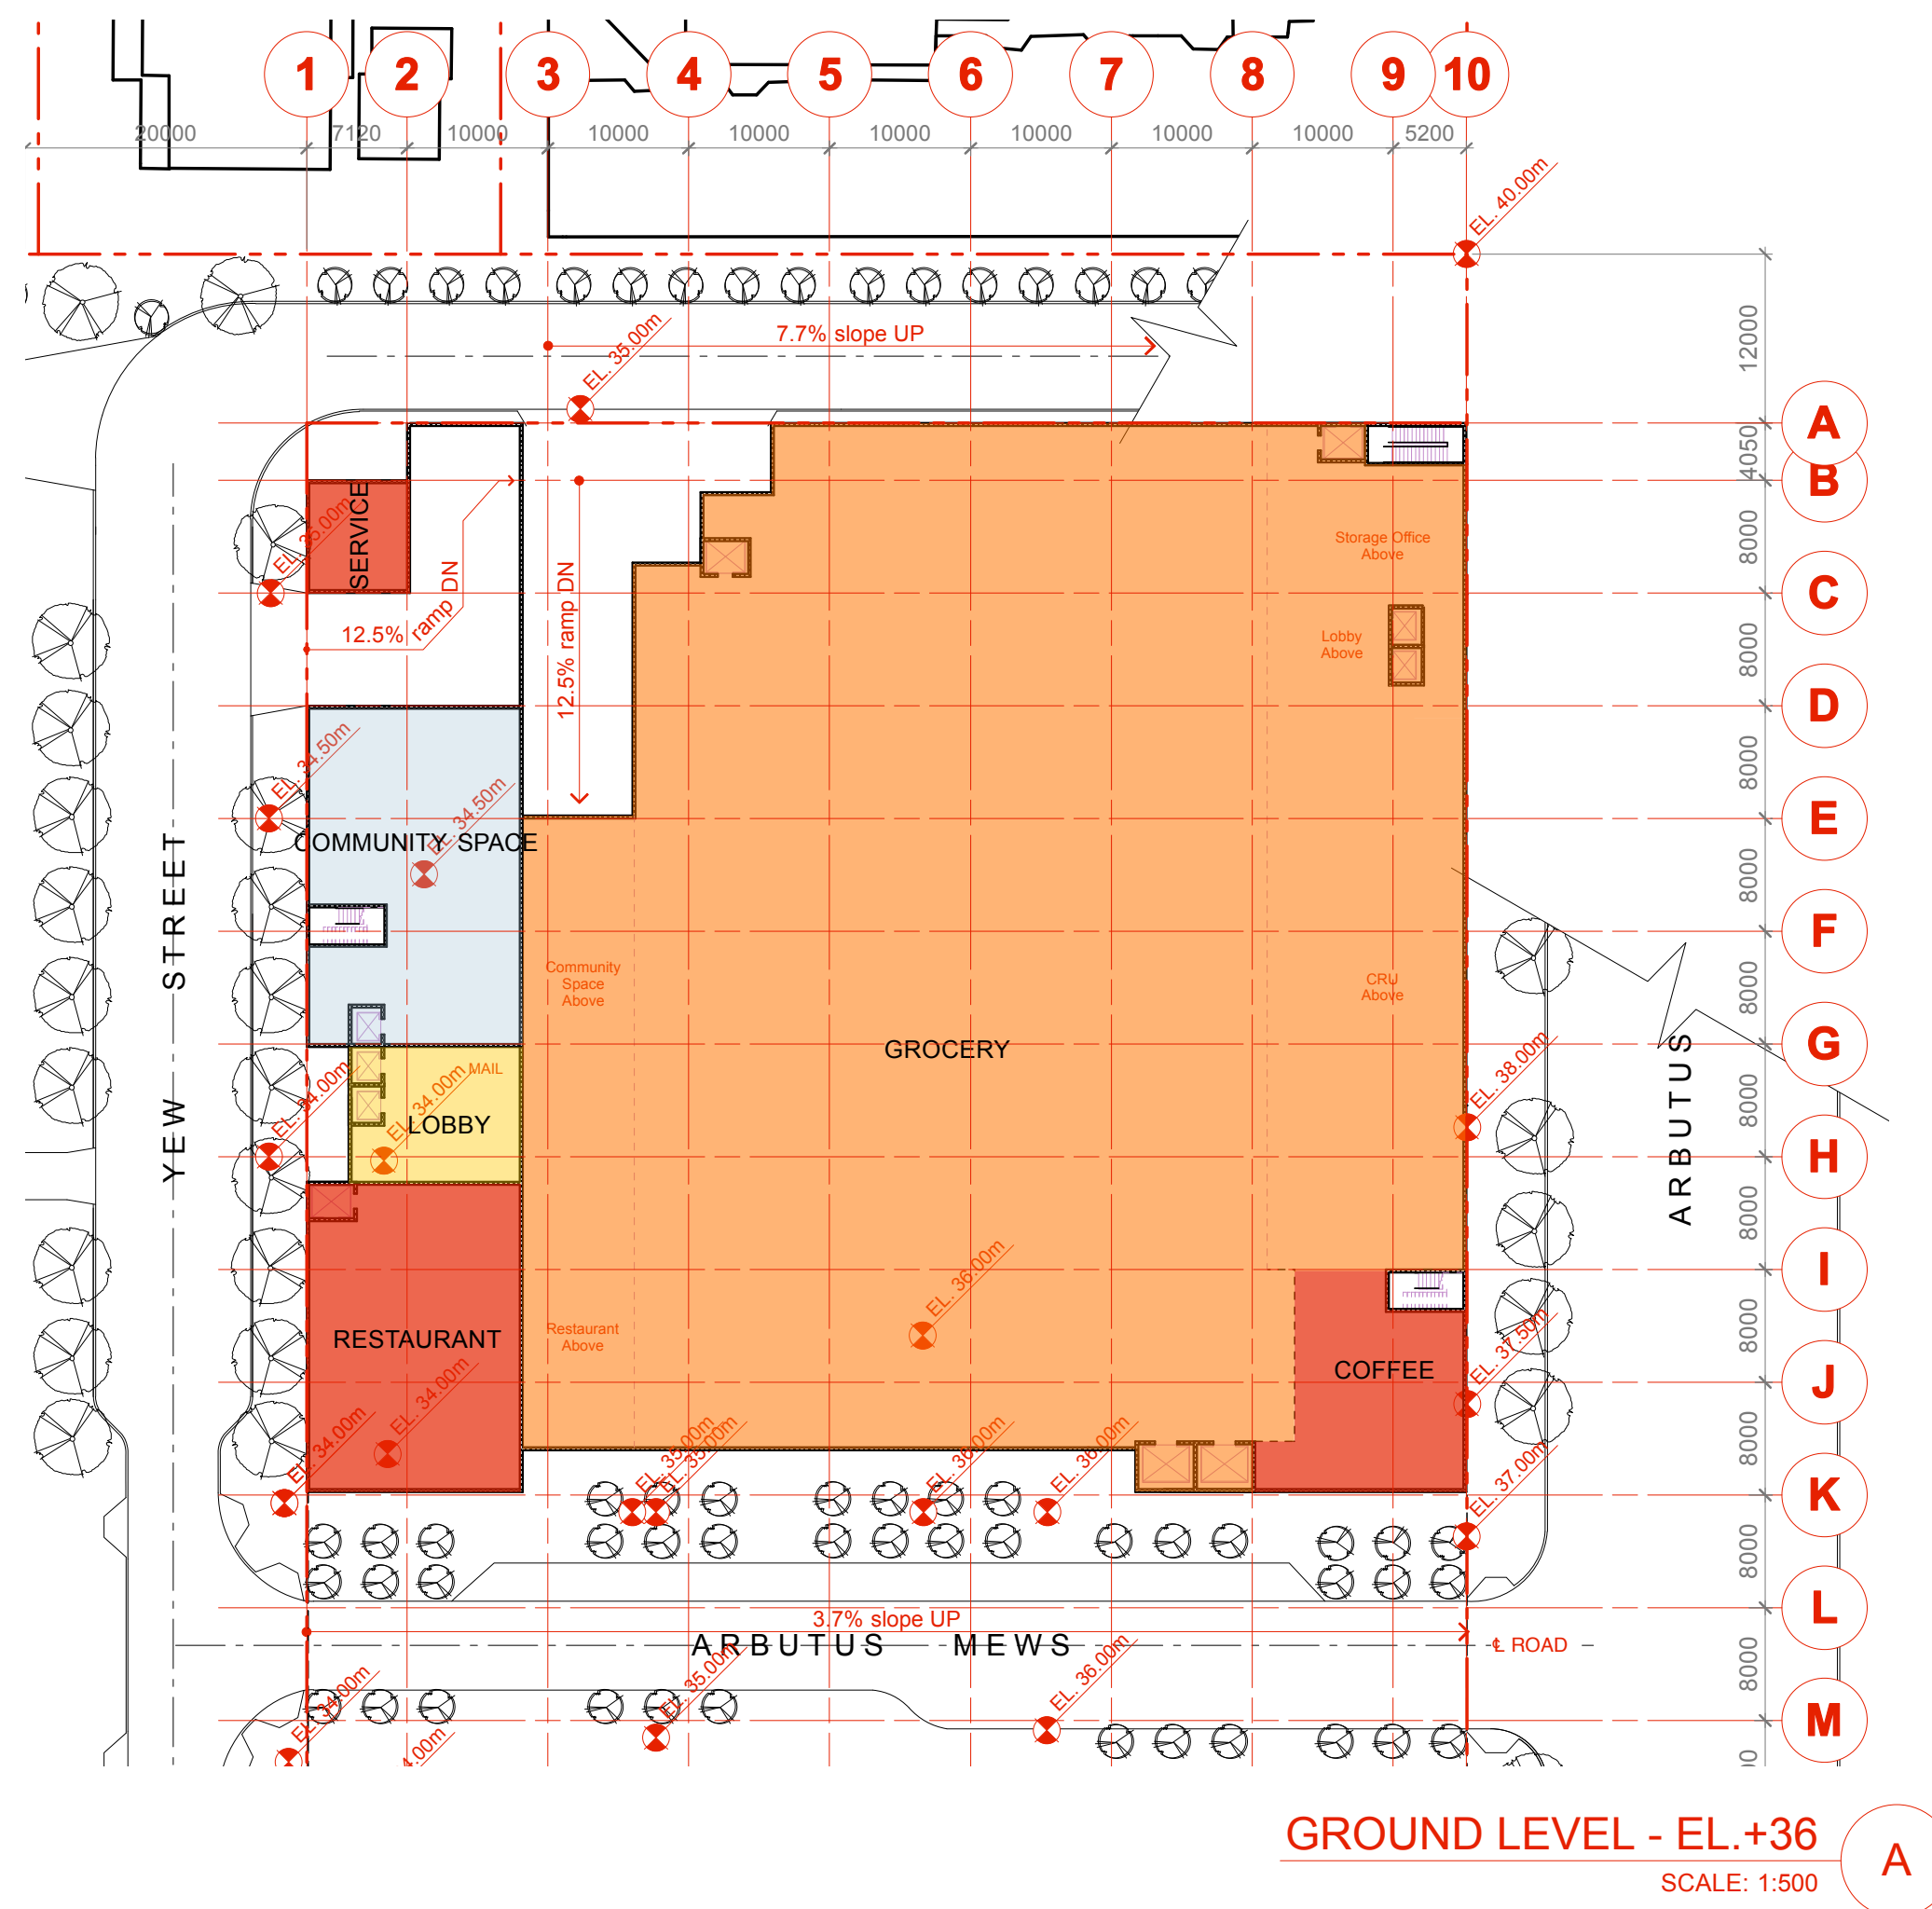 1 2 3 4 5 6 7 8 9 10
20000 7120 10000 10000 10000 10000 10000 10000 10000 5200
EL. 40.00m
12000
EL. 35.00m
7.7% slope UP
A
4050
B
SERVICE
EL. 35.00m
8000
Storage Office
Above
C
12.5% ramp DN
12.5% ramp DN
Lobby
Above
8000
D
EL. 34.50m
8000
EL. 34.50m
E
COMMUNITY SPACE
YEW STREET
8000
F
Community
Space
Above
CRU
Above
8000
GROCERY
G
ARBUTUS
EL. 34.00m
MAIL
EL. 34.00m
LOBBY
EL. 38.00m
8000
H
8000
EL. 36.00m
I
Restaurant
Above
RESTAURANT
EL. 37.50m
8000
COFFEE
J
EL. 34.00m
EL. 34.00m
EL. 35.00m
EL. 35.00m
EL. 36.00m
EL. 36.00m
EL. 37.00m
8000
K
8000
L
3.7% slope UP
ARBUTUS MEWS
℄ ROAD
EL. 34.00m
EL. 35.00m
EL. 36.00m
8000
M
4.00m
GROUND LEVEL - EL.+36
SCALE: 1:500
A